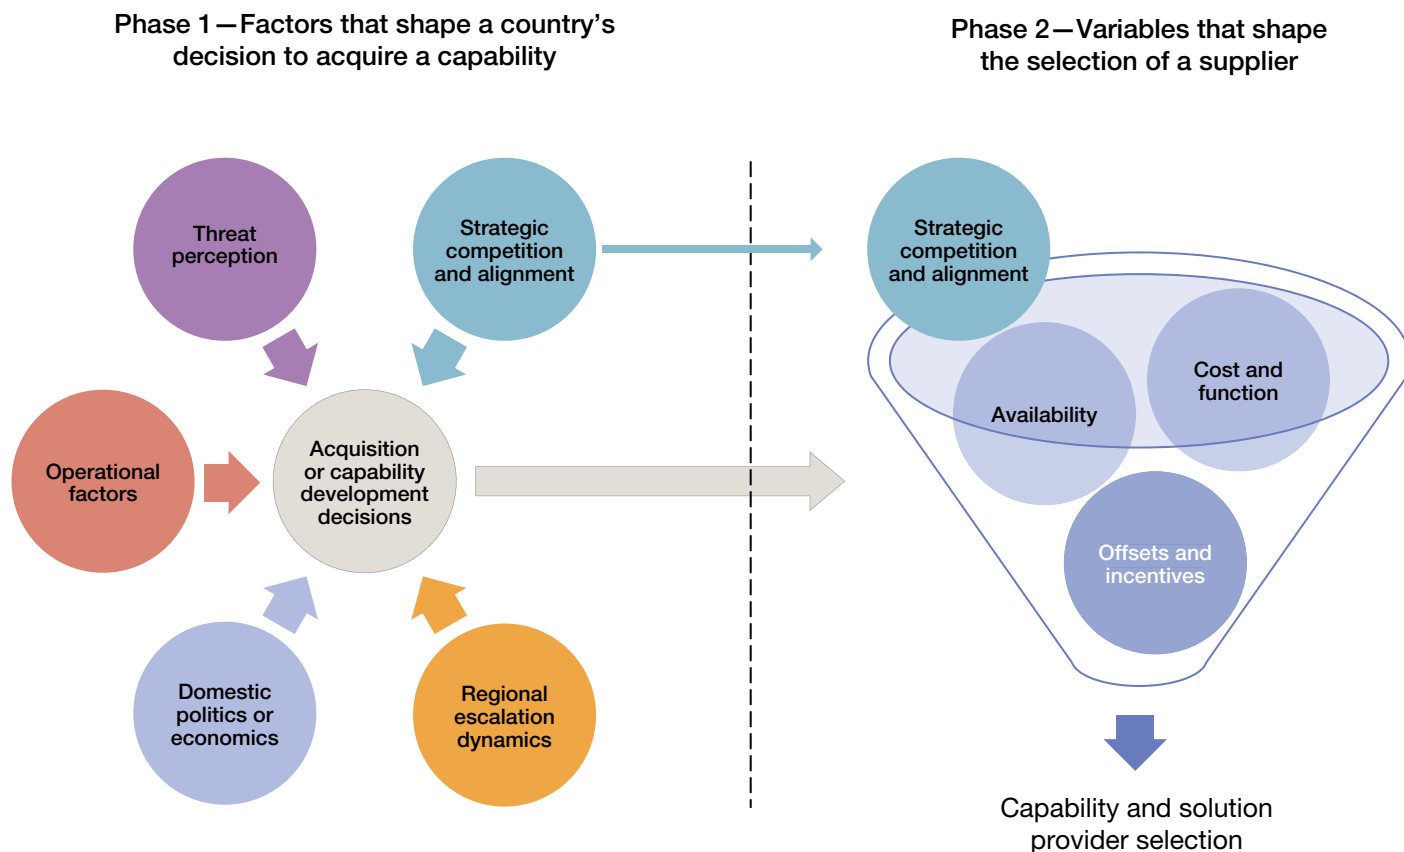 Phase 1—Factors that shape a country’s
decision to acquire a capability
Phase 2—Variables that shape
the selection of a supplier
Threat
perception
Strategic
competition
and alignment
Operational
factors
Acquisition
or capability
development
decisions
Domestic
politics or
economics
Regional
escalation
dynamics
Strategic
competition
and alignment
Availability
Cost and
function
Offsets and
incentives
Capability and solution
provider selection